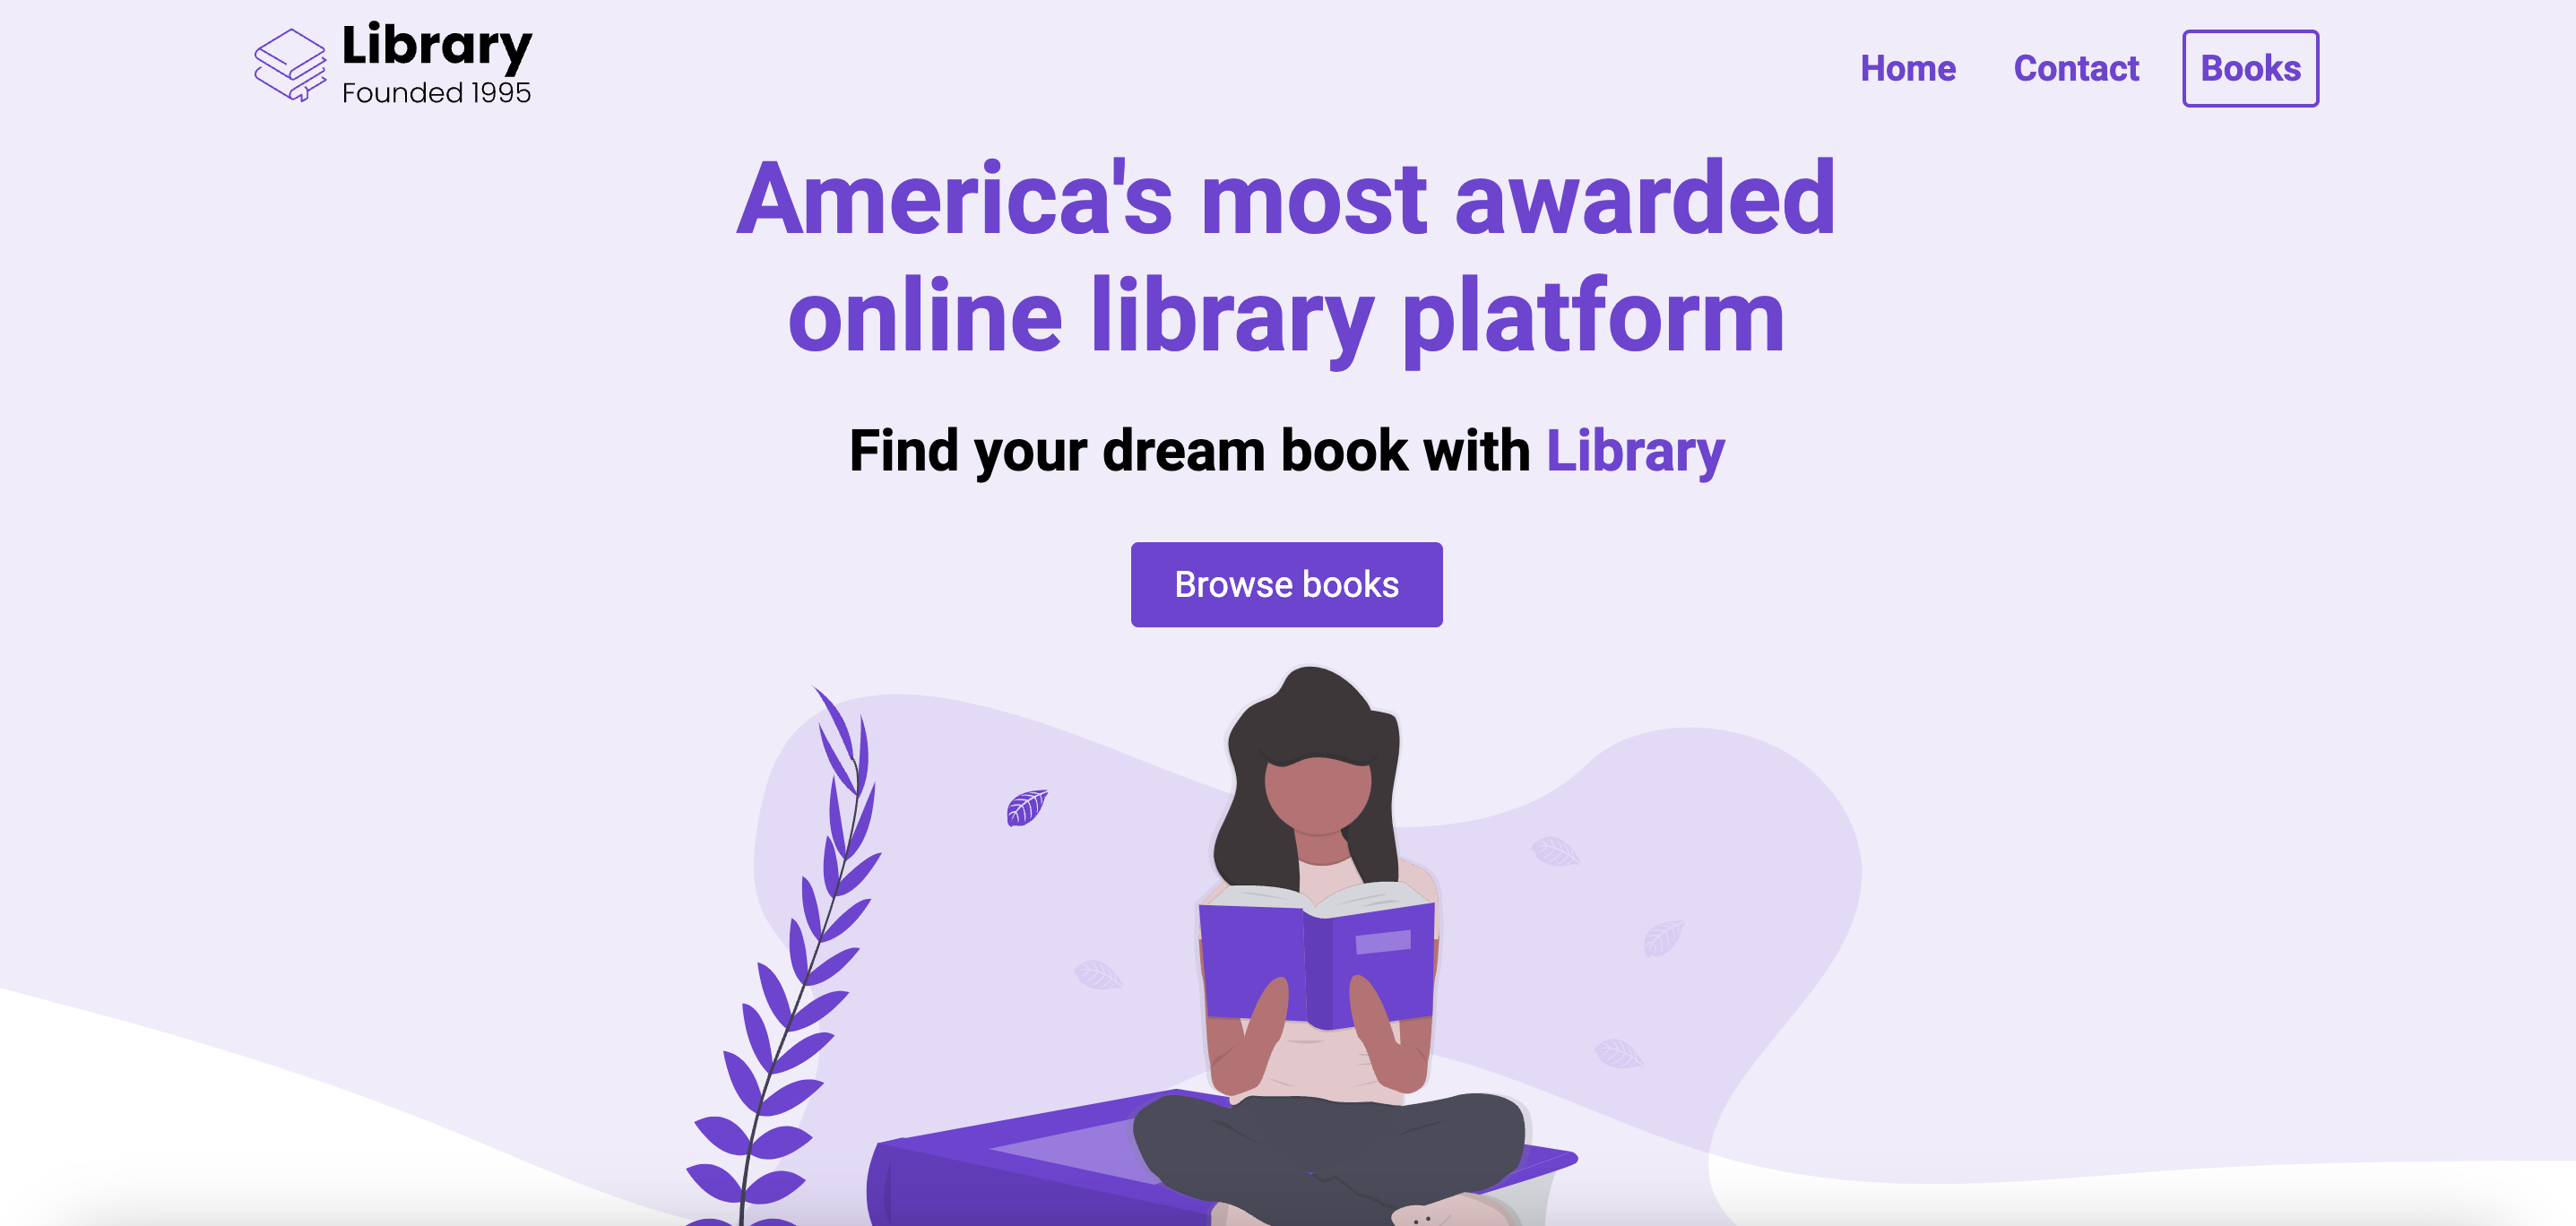 Library
Founded 1995
Home
Contact
Books
America's most awarded
online library platform
Find your dream book with Library
Browse books